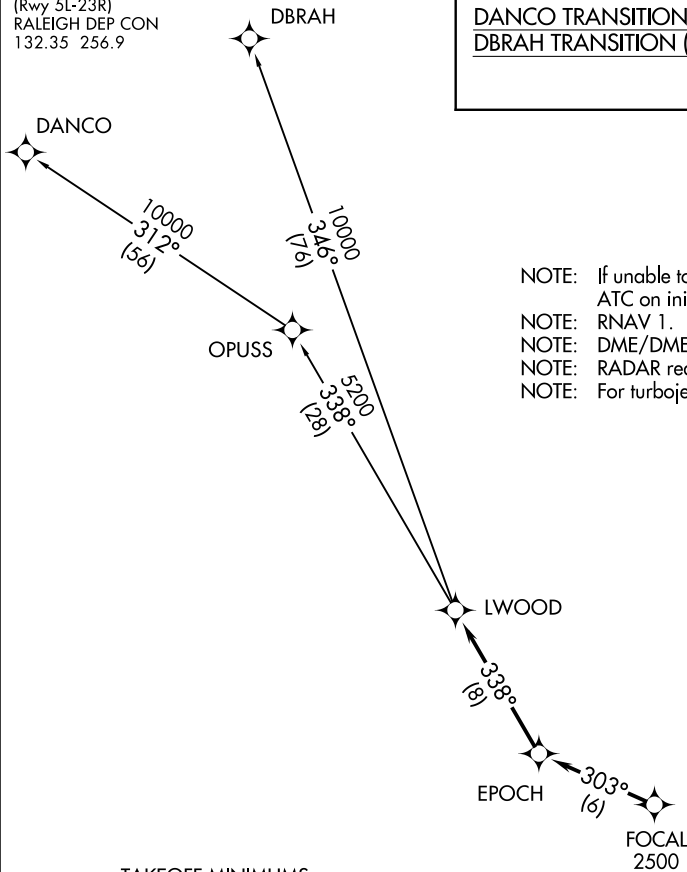 (Rwy 5L-23R)
RALEIGH DEP CON
132.35 256.9
DBRAH
DANCO TRANSITION
DBRAH TRANSITION (
DANCO
10000
312°
(56)
10000
346°
(76)
OPUSS
5200
338°
(28)
NOTE: If unable to
ATC on ini
NOTE: RNAV 1.
NOTE: DME/DME
NOTE: RADAR req
NOTE: For turboje
LWOOD
338°
(8)
EPOCH
303°
(6)
FOCAL
2500
TAKEOFF MINIMUMS